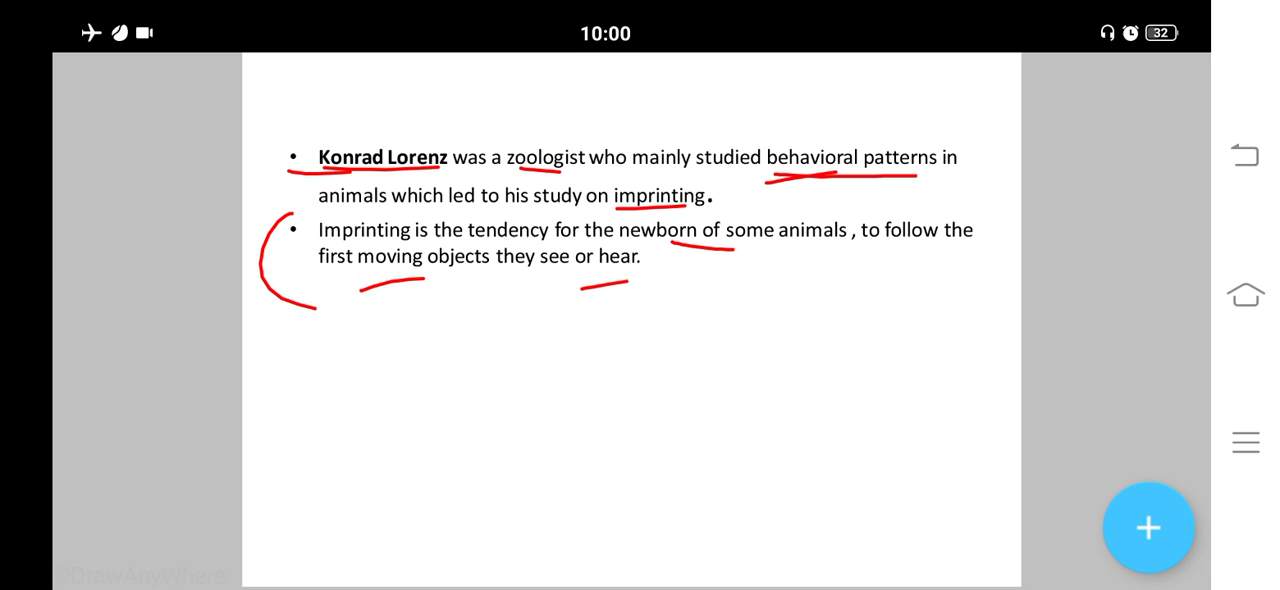 10:00
32
• Konrad Lorenz was a zoologist who mainly studied behavioral patterns in
animals which led to his study on imprinting.
• Imprinting is the tendency for the newborn of some animals , to follow the
first moving objects they see or hear.
©DrawAnyWhere